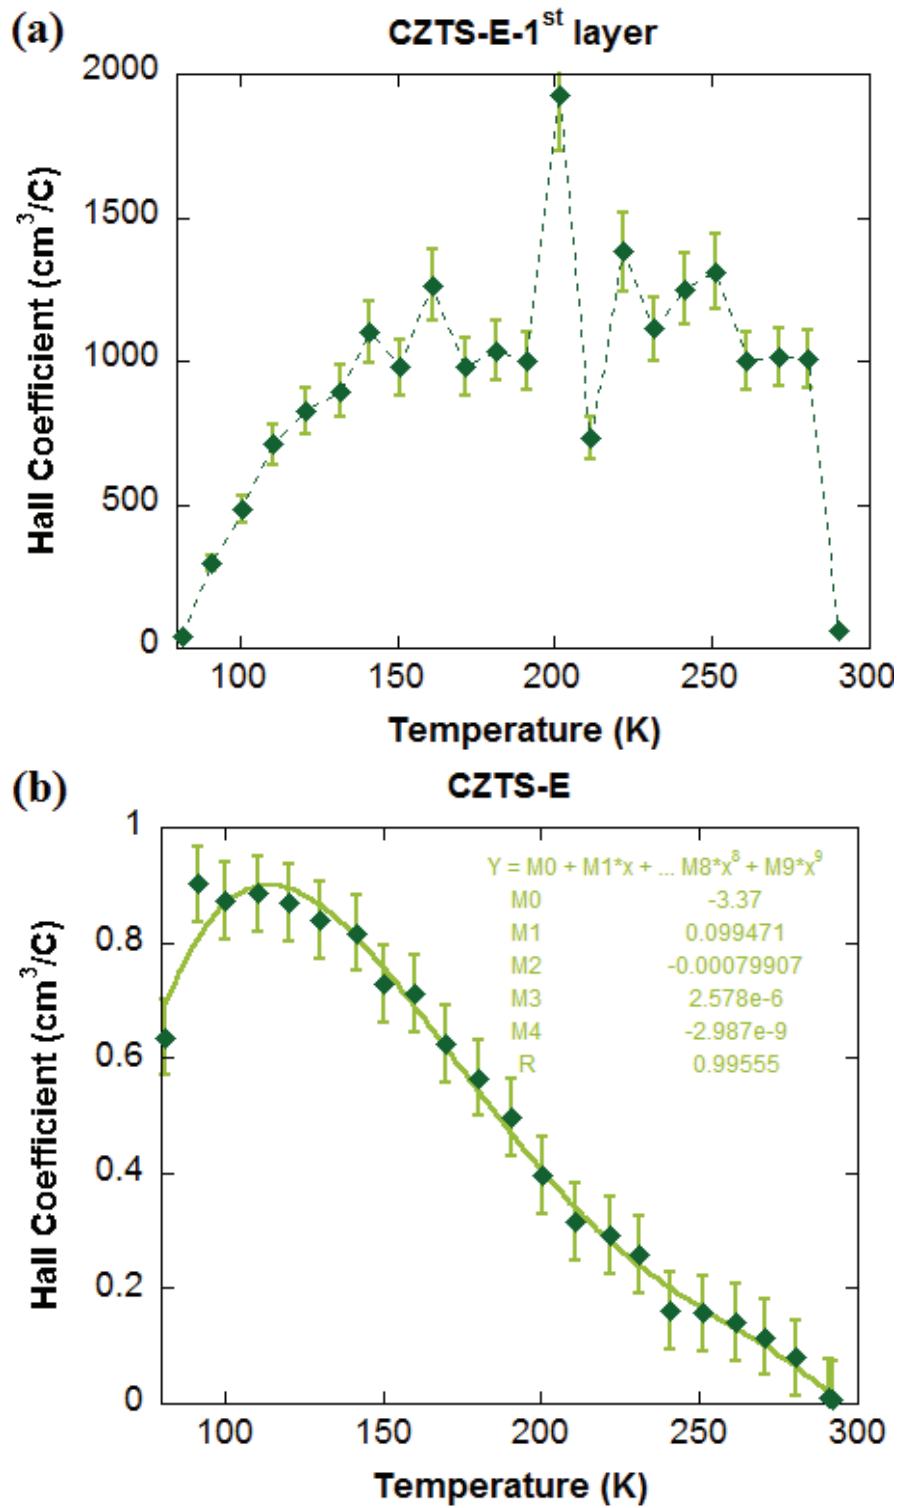 (a)
CZTS-E-1st layer
2000
1500
1000
500
0
Hall Coefficient (cm³/C)
100 150 200 250 300
Temperature (K)
(b)
CZTS-E
1
0.8
0.6
0.4
0.2
0
Hall Coefficient (cm³/C)
Y = M0 + M1*x + ... M8*x⁸ + M9*x⁹
M0 -3.37
M1 0.099471
M2 -0.00079907
M3 2.578e-6
M4 -2.987e-9
R 0.99555
100 150 200 250 300
Temperature (K)